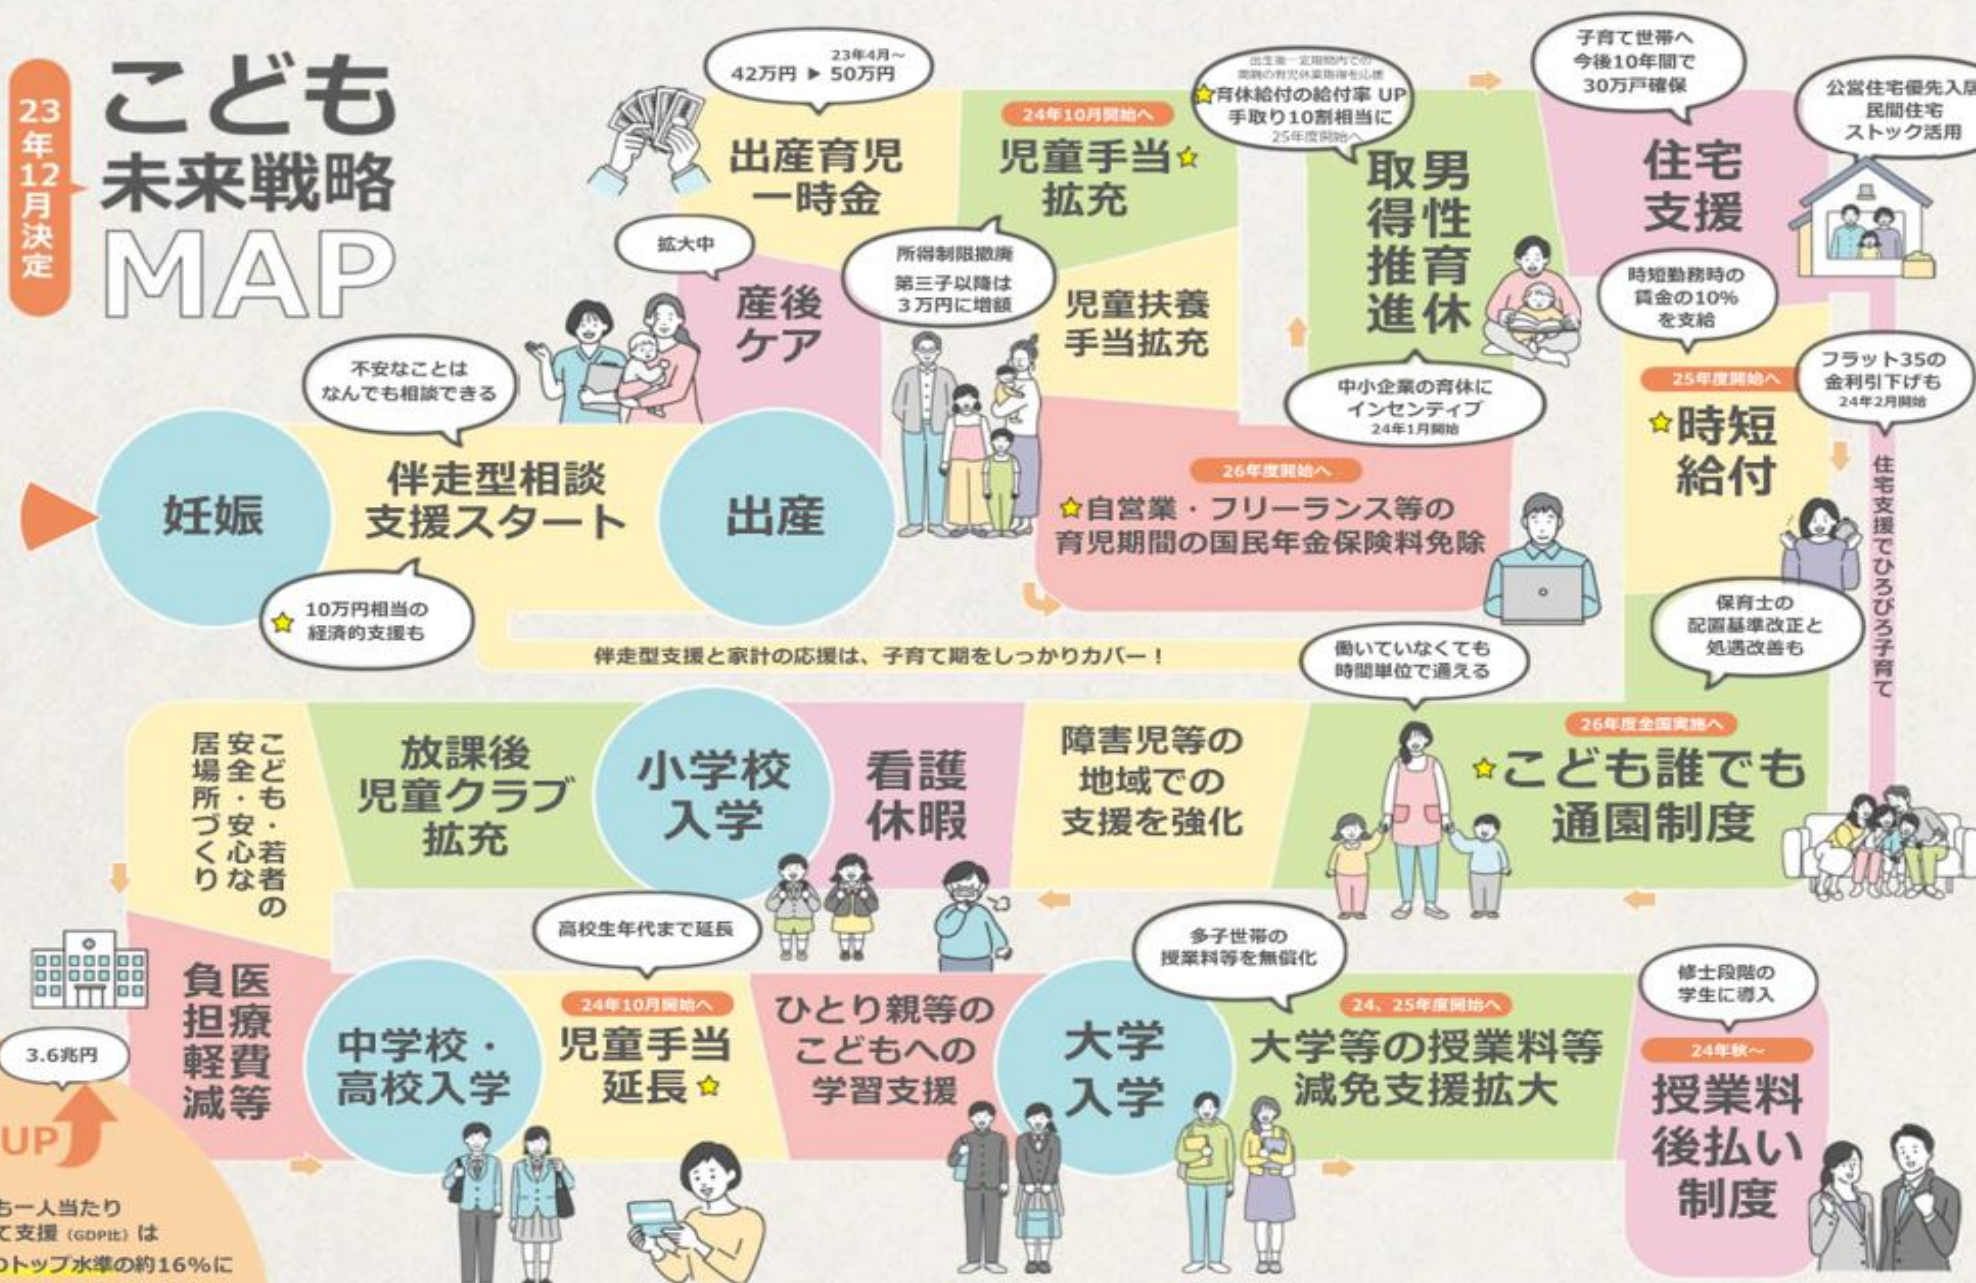 23年12月決定
こども
未来戦略
MAP
妊娠
不安なことは
なんでも相談できる
伴走型相談
支援スタート
10万円相当の
経済的支援も
伴走型支援と家計の応援は、子育て期をしっかりカバー！
出産
拡大中
産後
ケア
23年4月～
42万円 ▶ 50万円
出産育児
一時金
24年10月開始へ
児童手当
拡充
所得制限撤廃
第三子以降は
3万円に増額
児童扶養
手当拡充
26年度開始へ
自営業・フリーランス等の
育児期間の国民年金保険料免除
出生後一定期間内での
両親の育児休業取得を応援
育休給付の給付率 UP
手取り10割相当に
25年度開始へ
男性育休
取得推進
中小企業の育休に
インセンティブ
24年1月開始
子育て世帯へ
今後10年間で
30万戸確保
住宅
支援
公営住宅優先入居
民間住宅
ストック活用
フラット35の
金利引下げも
24年2月開始
住宅支援でひろびろ子育て
時短勤務時の
賃金の10%
を支給
25年度開始へ
時短
給付
保育士の
配置基準改正と
処遇改善も
働いていなくても
時間単位で通える
26年度全国実施へ
こども誰でも
通園制度
障害児等の
地域での
支援を強化
看護
休暇
小学校
入学
放課後
児童クラブ
拡充
こども・若者の
安全・安心な
居場所づくり
医療費等
負担軽減
中学校・
高校入学
高校生年代まで延長
24年10月開始へ
児童手当
延長
ひとり親等の
こどもへの
学習支援
大学
入学
多子世帯の
授業料等を無償化
24、25年度開始へ
大学等の授業料等
減免支援拡大
修士段階の
学生に導入
24年秋～
授業料
後払い
制度
3.6兆円
UP
も一人当たり
て支援（GDP比）は
のトップ水準の約16%に